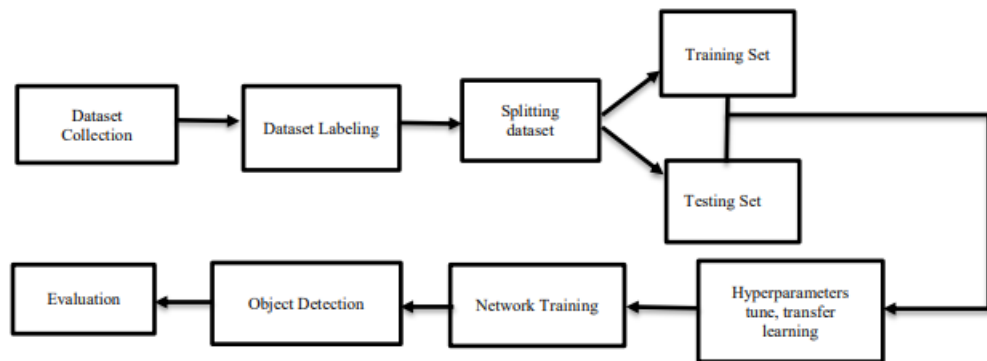 Training Set
Dataset
Collection
Dataset Labeling
Splitting
dataset
Testing Set
Evaluation
Object Detection
Network Training
Hyperparameters
tune, transfer
learning